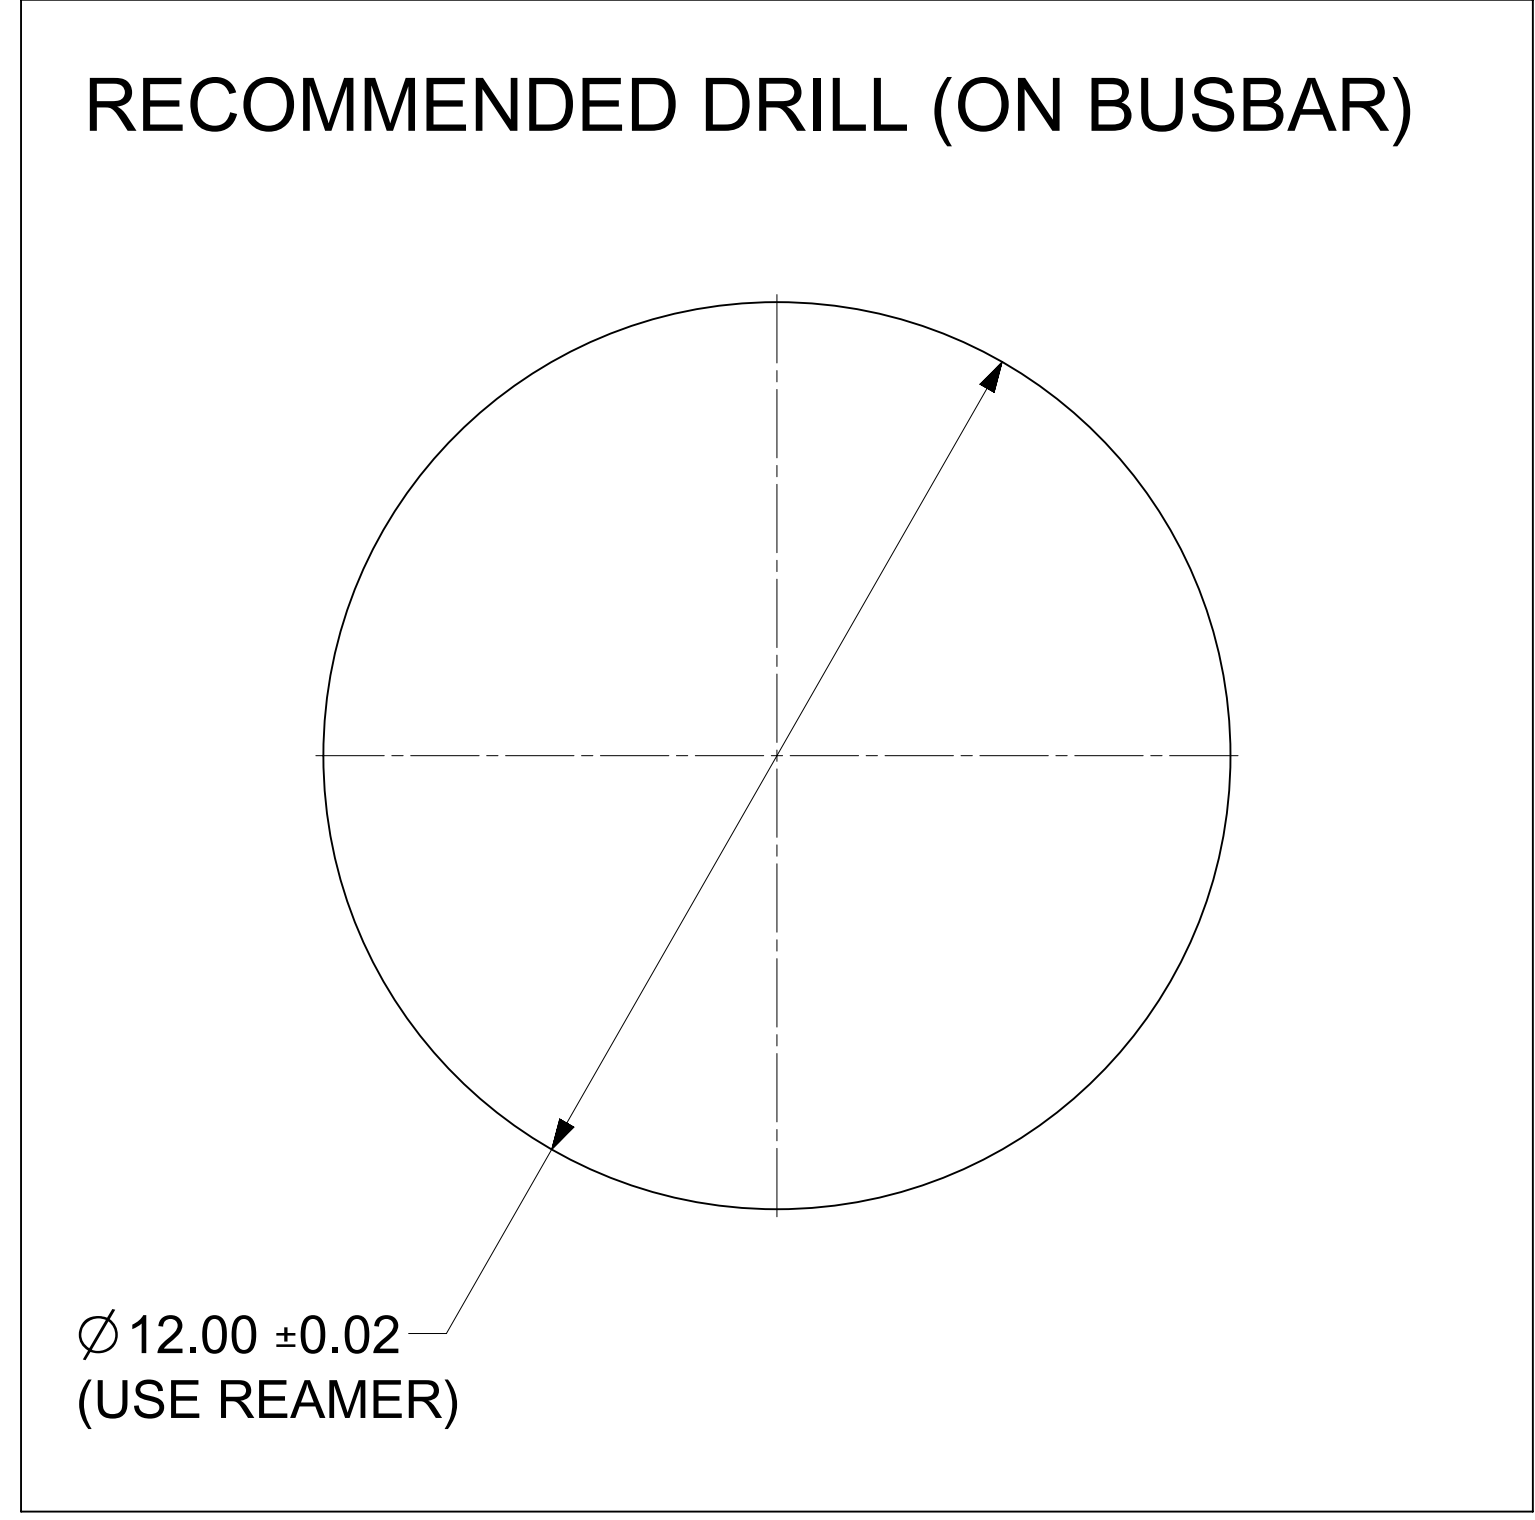 RECOMMENDED DRILL (ON BUSBAR)
∅12.00 ±0.02
(USE REAMER)